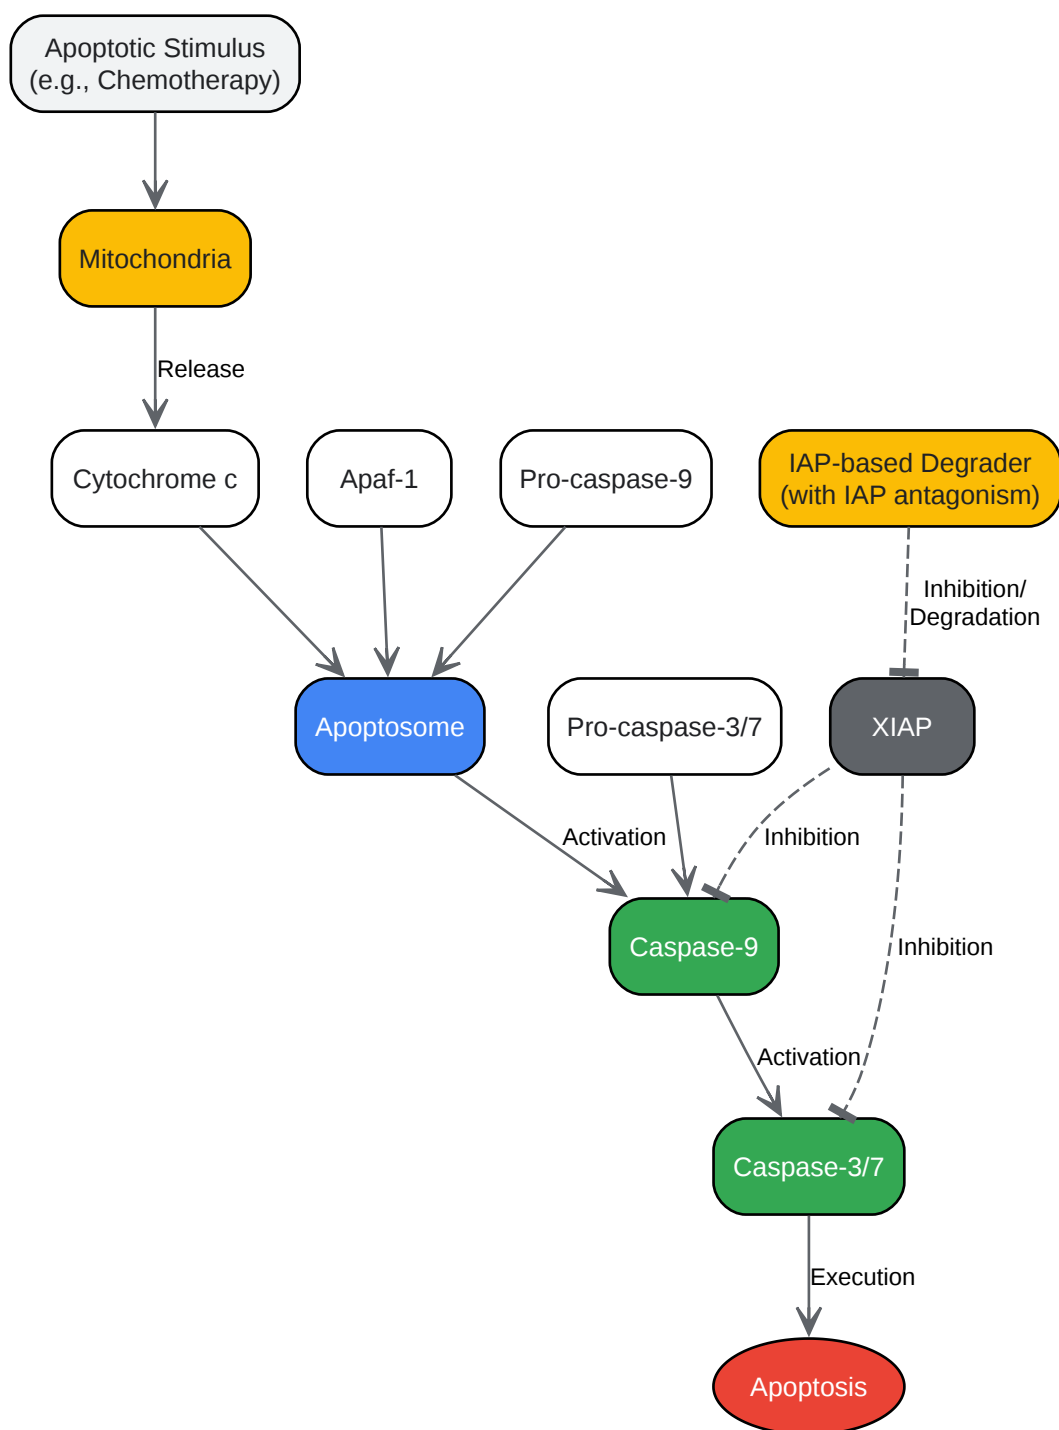 Apoptotic Stimulus
(e.g., Chemotherapy)
Mitochondria
Release
Cytochrome c
Apaf-1
Pro-caspase-9
IAP-based Degrader
(with IAP antagonism)
Inhibition/
Degradation
Apoptosome
Pro-caspase-3/7
XIAP
Activation
Inhibition
Caspase-9
Inhibition
Activation
Caspase-3/7
Execution
Apoptosis